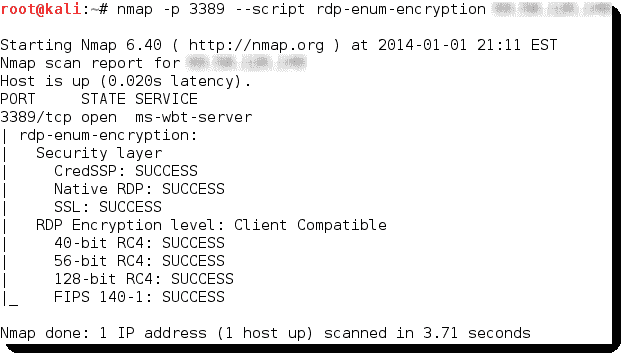 root@kali:~# nmap -p 3389 --script rdp-enum-encryption
Starting Nmap 6.40 ( http://nmap.org ) at 2014-01-01 21:11 EST
Nmap scan report for
Host is up (0.020s latency).
PORT     STATE SERVICE
3389/tcp open  ms-wbt-server
| rdp-enum-encryption:
|   Security layer
|     CredSSP: SUCCESS
|     Native RDP: SUCCESS
|     SSL: SUCCESS
|   RDP Encryption level: Client Compatible
|     40-bit RC4: SUCCESS
|     56-bit RC4: SUCCESS
|     128-bit RC4: SUCCESS
|_    FIPS 140-1: SUCCESS
Nmap done: 1 IP address (1 host up) scanned in 3.71 seconds